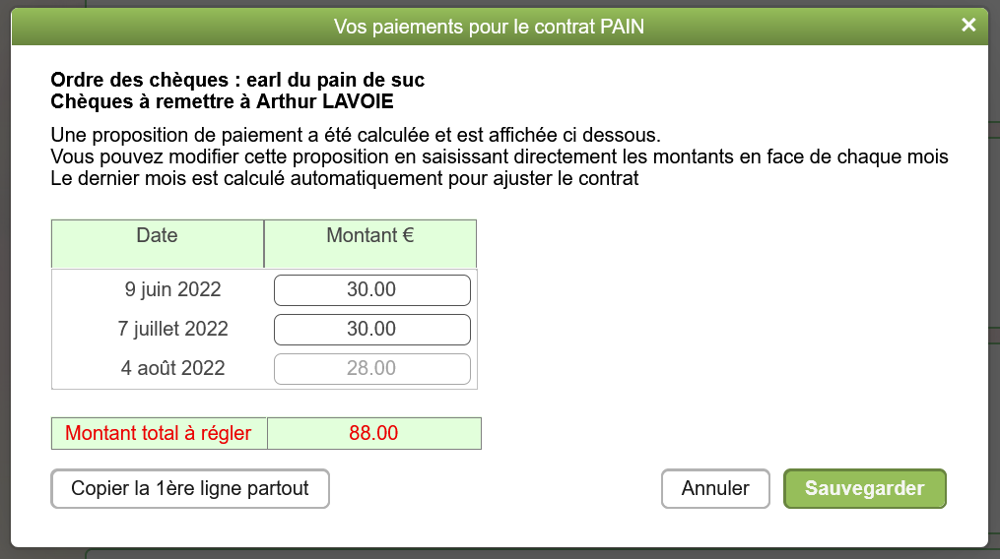 Vos paiements pour le contrat PAIN ×
Ordre des chèques : earl du pain de suc
Chèques à remettre à Arthur LAVOIE
Une proposition de paiement a été calculée et est affichée ci dessous.
Vous pouvez modifier cette proposition en saisissant directement les montants en face de chaque mois
Le dernier mois est calculé automatiquement pour ajuster le contrat
Date Montant €
9 juin 2022 30.00
7 juillet 2022 30.00
4 août 2022 28.00
Montant total à régler 88.00
Copier la 1ère ligne partout Annuler Sauvegarder